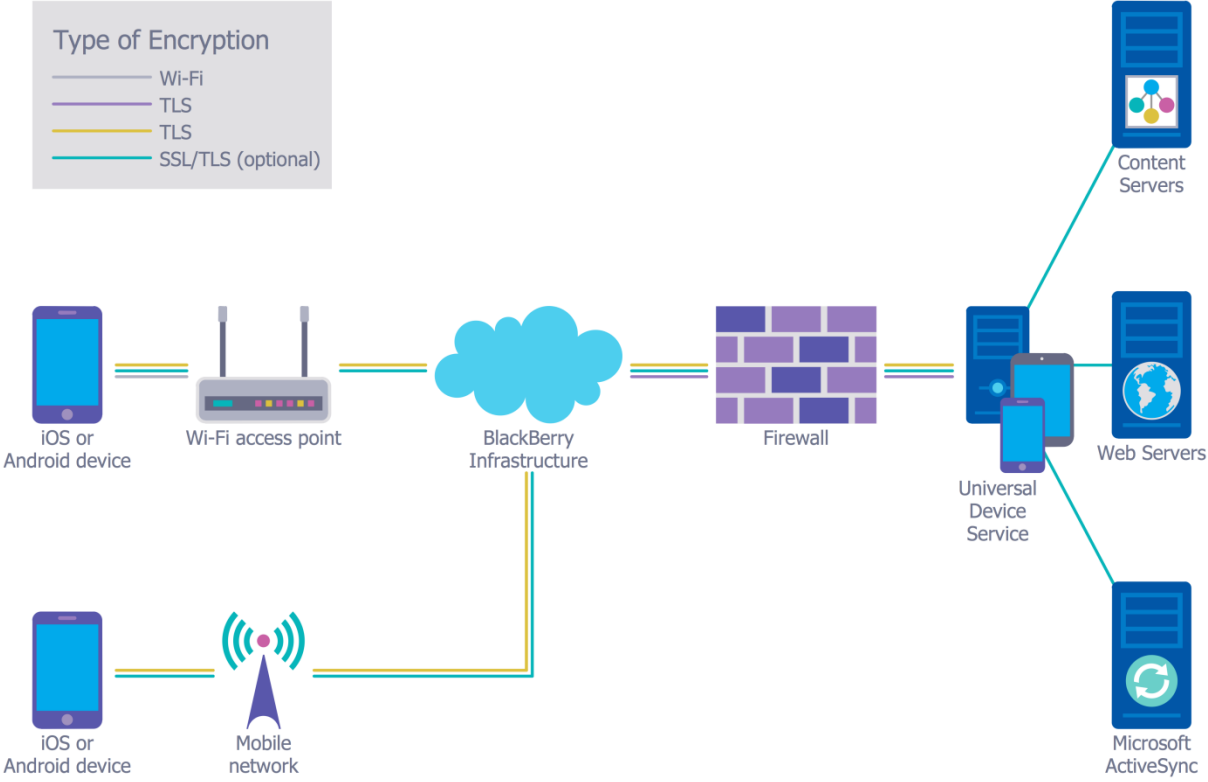 Type of Encryption
Wi-Fi
TLS
TLS
SSL/TLS (optional)
Content
Servers
iOS or
Android device
Wi-Fi access point
BlackBerry
Infrastructure
Firewall
Universal
Device
Service
Web Servers
iOS or
Android device
Mobile
network
Microsoft
ActiveSync